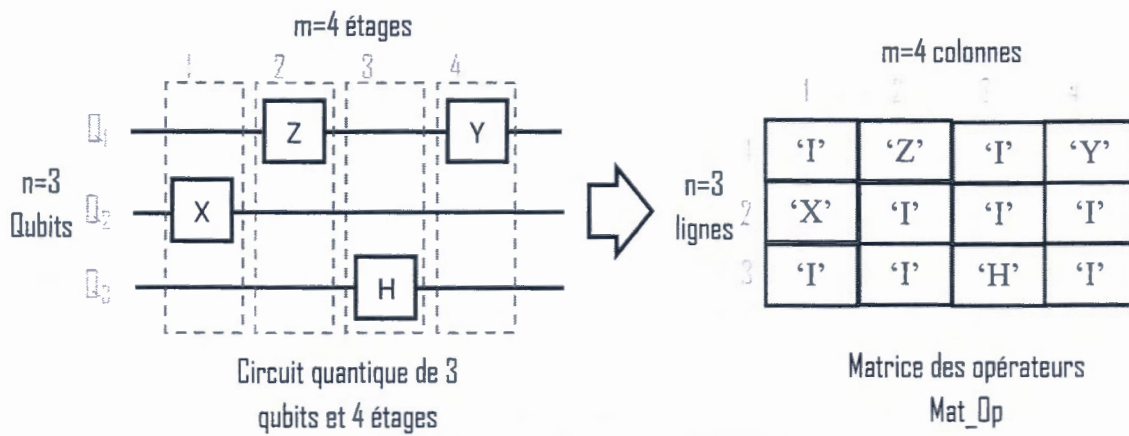 m=4 étages
1 2 3 4
Q1
Z
Y
n=3
Qubits
Q2
X
Q3
H
Circuit quantique de 3
qubits et 4 étages
m=4 colonnes
1 2 3 4
1 ‘I’ ‘Z’ ‘I’ ‘Y’
n=3
lignes
2 ‘X’ ‘I’ ‘I’ ‘I’
3 ‘I’ ‘I’ ‘H’ ‘I’
Matrice des opérateurs
Mat_Op